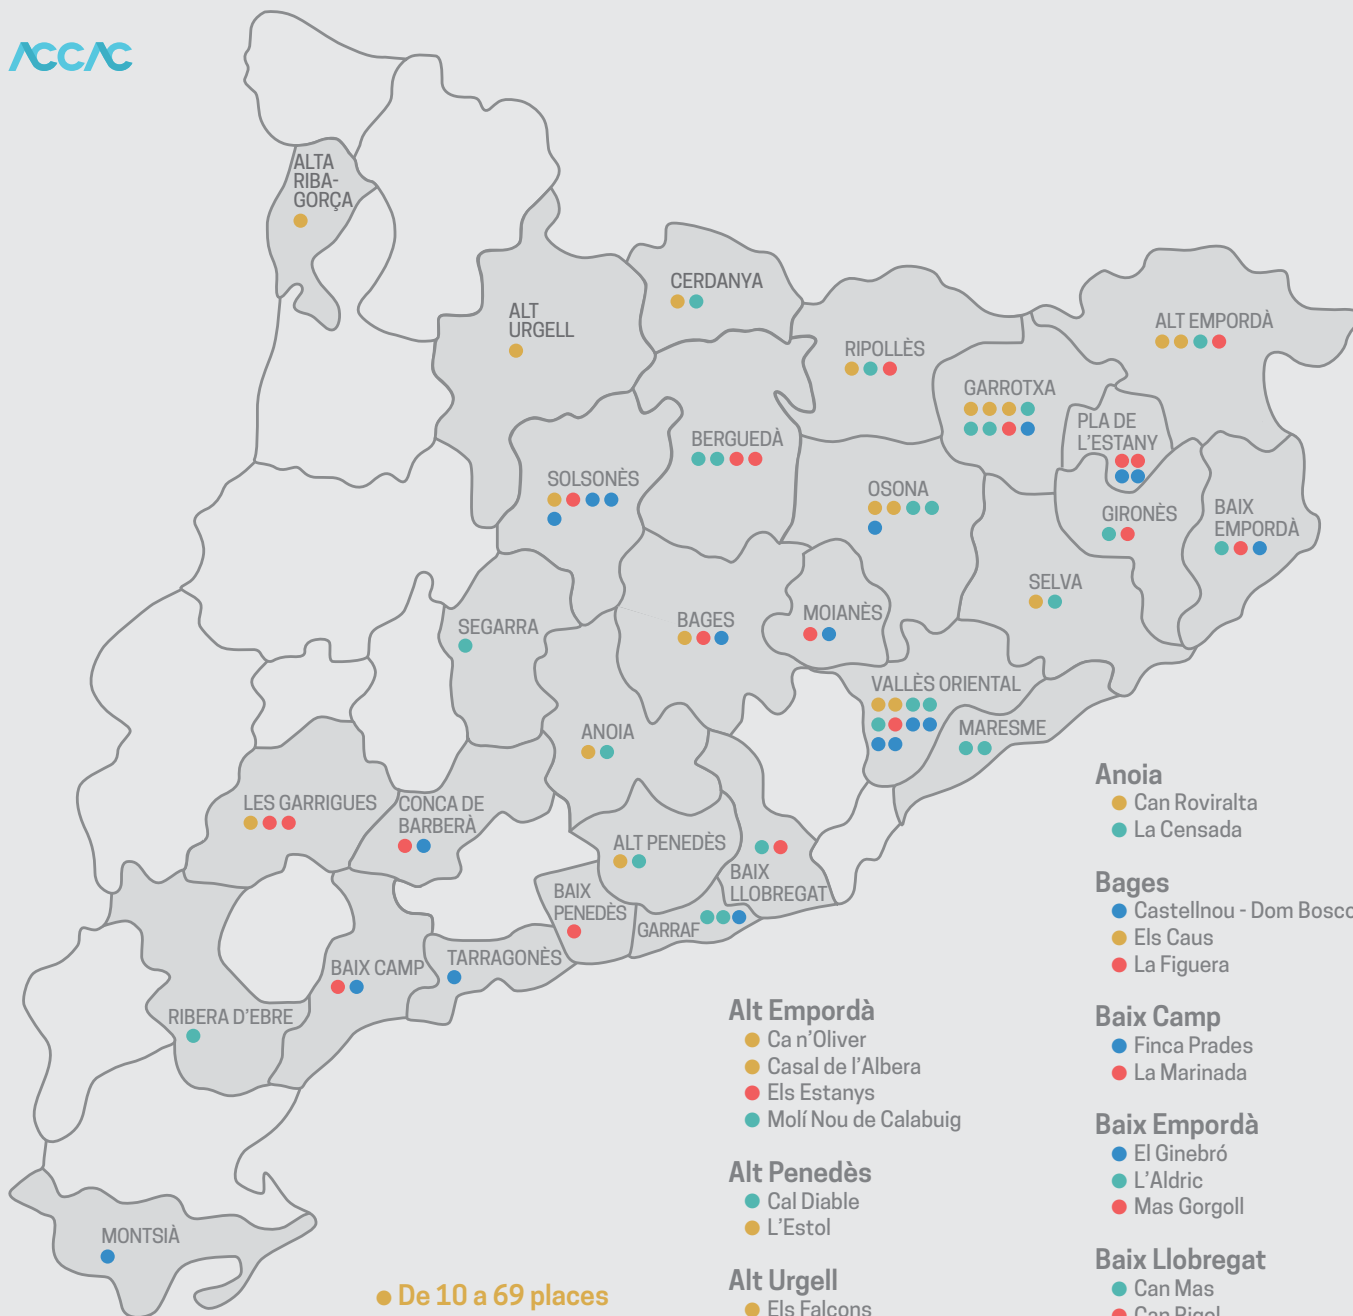 ACCAC
ALTA
RIBA-
GORÇA
CERDANYA
ALT
URGELL
ALT EMPORDÀ
RIPOLLÈS
GARROTXA
PLA DE
L'ESTANY
BERGUEDÀ
SOLSONÈS
OSONA
GIRONÈS
BAIX
EMPORDÀ
SELVA
SEGARRA
BAGES
MOIANÈS
VALLÈS ORIENTAL
MARESME
ANOIA
LES GARRIGUES
CONCA DE
BARBERÀ
ALT PENEDÈS
BAIX
LLOBREGAT
BAIX
PENEDÈS
GARRAF
TARRAGONÈS
BAIX CAMP
RIBERA D'EBRE
MONTSIÀ
De 10 a 69 places
Alt Empordà
Ca n'Oliver
Casal de l'Albera
Els Estanys
Molí Nou de Calabuig
Alt Penedès
Cal Diable
L'Estol
Alt Urgell
Els Falcons
Anoia
Can Roviralta
La Censada
Bages
Castellnou - Dom Bosco
Els Caus
La Figuera
Baix Camp
Finca Prades
La Marinada
Baix Empordà
El Ginebró
L'Aldric
Mas Gorgoll
Baix Llobregat
Can Mas
Can Rigol